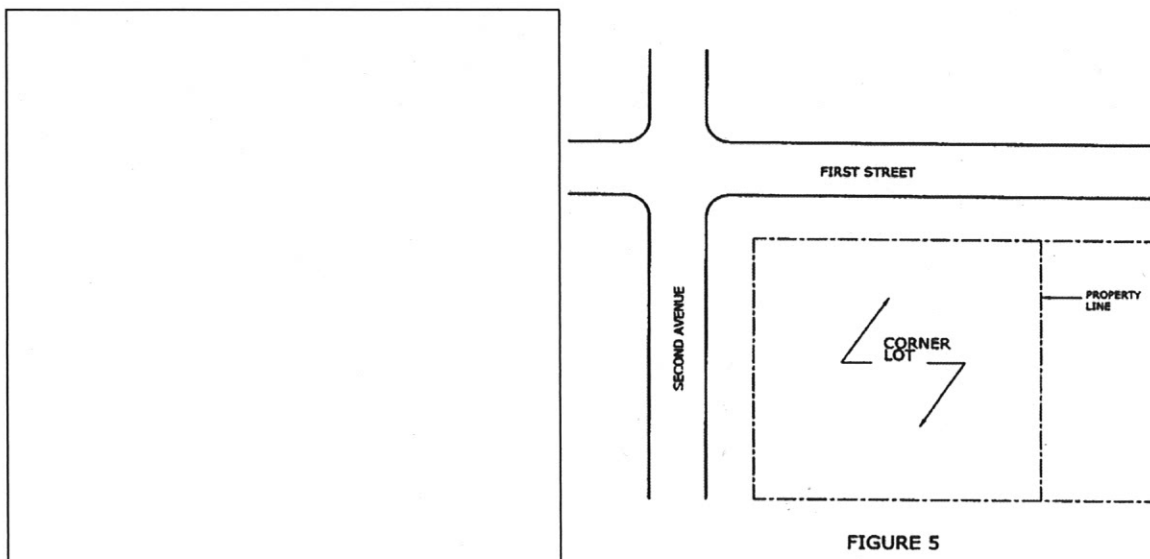 FIRST STREET
SECOND AVENUE
PROPERTY
LINE
CORNER
LOT
FIGURE 5